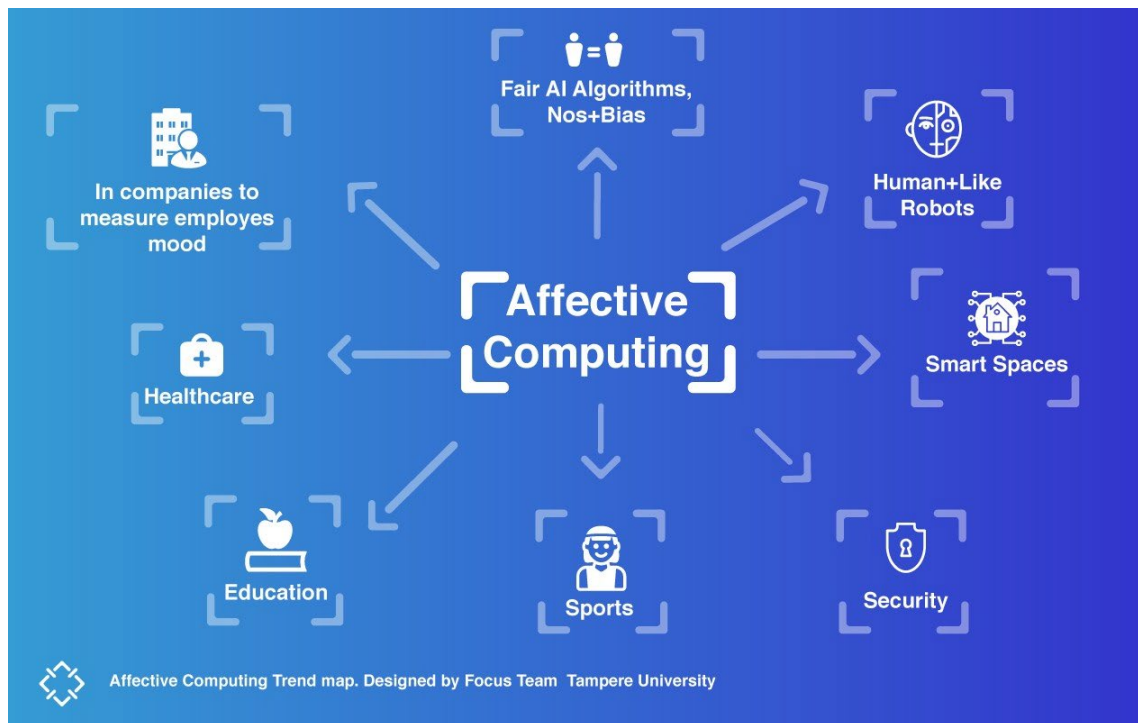 Fair AI Algorithms,
Nos+Bias
In companies to
measure employes
mood
Human+Like
Robots
Affective
Computing
Smart Spaces
Healthcare
Education
Sports
Security
Affective Computing Trend map. Designed by Focus Team Tampere University